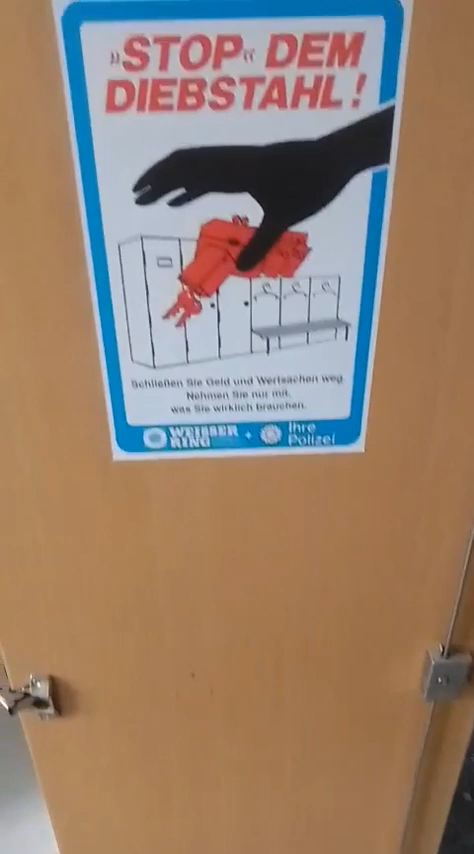 »STOP« DEM
DIEBSTAHL!
Schließen Sie Geld und Wertsachen weg.
Nehmen Sie nur mit,
was Sie wirklich brauchen.
WEISSER
RING
+
Ihre
Polizei